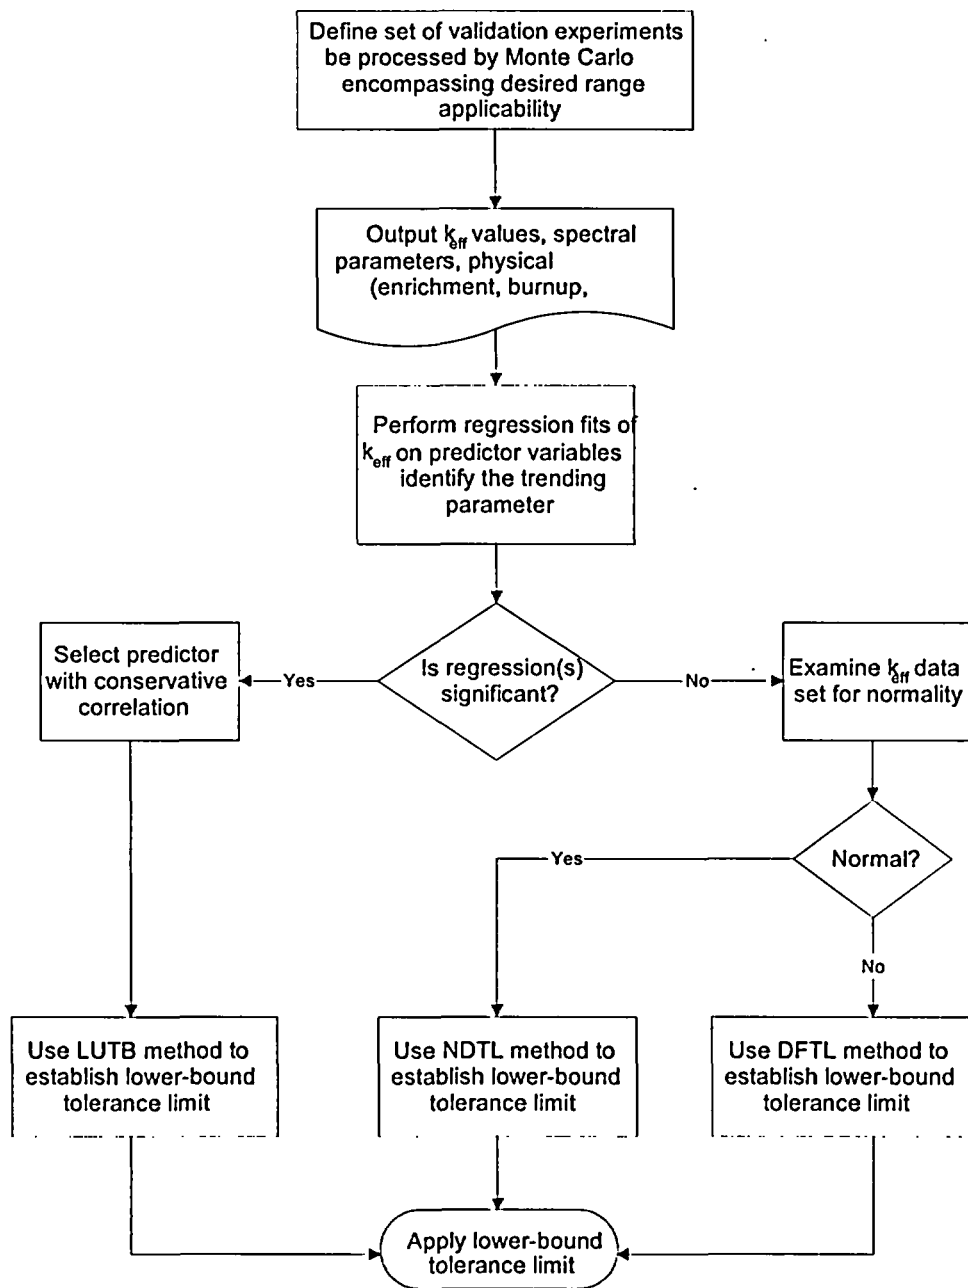 Define set of validation experiments
be processed by Monte Carlo
encompassing desired range
applicability
Output keff values, spectral
parameters, physical
(enrichment, burnup,
Perform regression fits of
keff on predictor variables
identify the trending
parameter
Is regression(s)
significant?
Yes
No
Select predictor
with conservative
correlation
Examine keff data
set for normality
Normal?
Yes
No
Use LUTB method to
establish lower-bound
tolerance limit
Use NDTL method to
establish lower-bound
tolerance limit
Use DFTL method to
establish lower-bound
tolerance limit
Apply lower-bound
tolerance limit